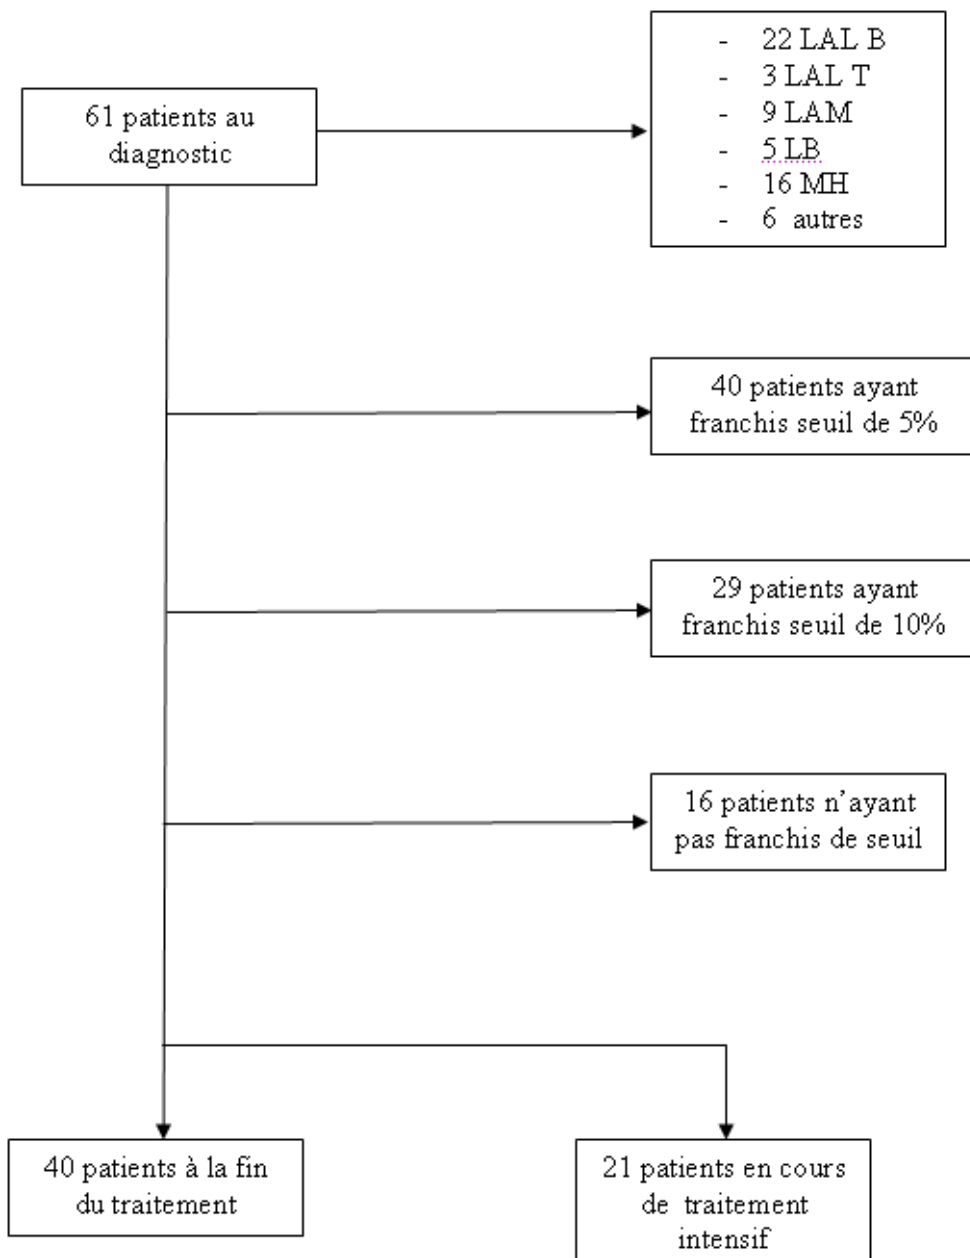 61 patients au
diagnostic
- 22 LAL B
- 3 LAL T
- 9 LAM
- 5 LB
- 16 MH
- 6 autres
40 patients ayant
franchis seuil de 5%
29 patients ayant
franchis seuil de 10%
16 patients n’ayant
pas franchis de seuil
40 patients à la fin
du traitement
21 patients en cours
de traitement
intensif